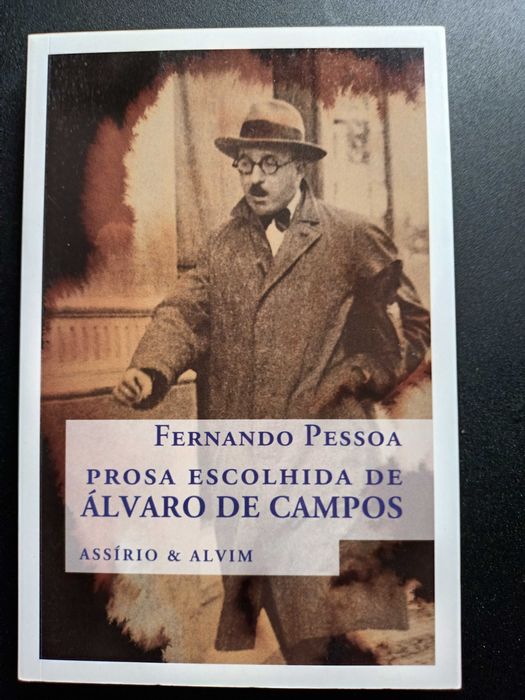 FERNANDO PESSOA
PROSA ESCOLHIDA DE
ÁLVARO DE CAMPOS
ASSÍRIO & ALVIM